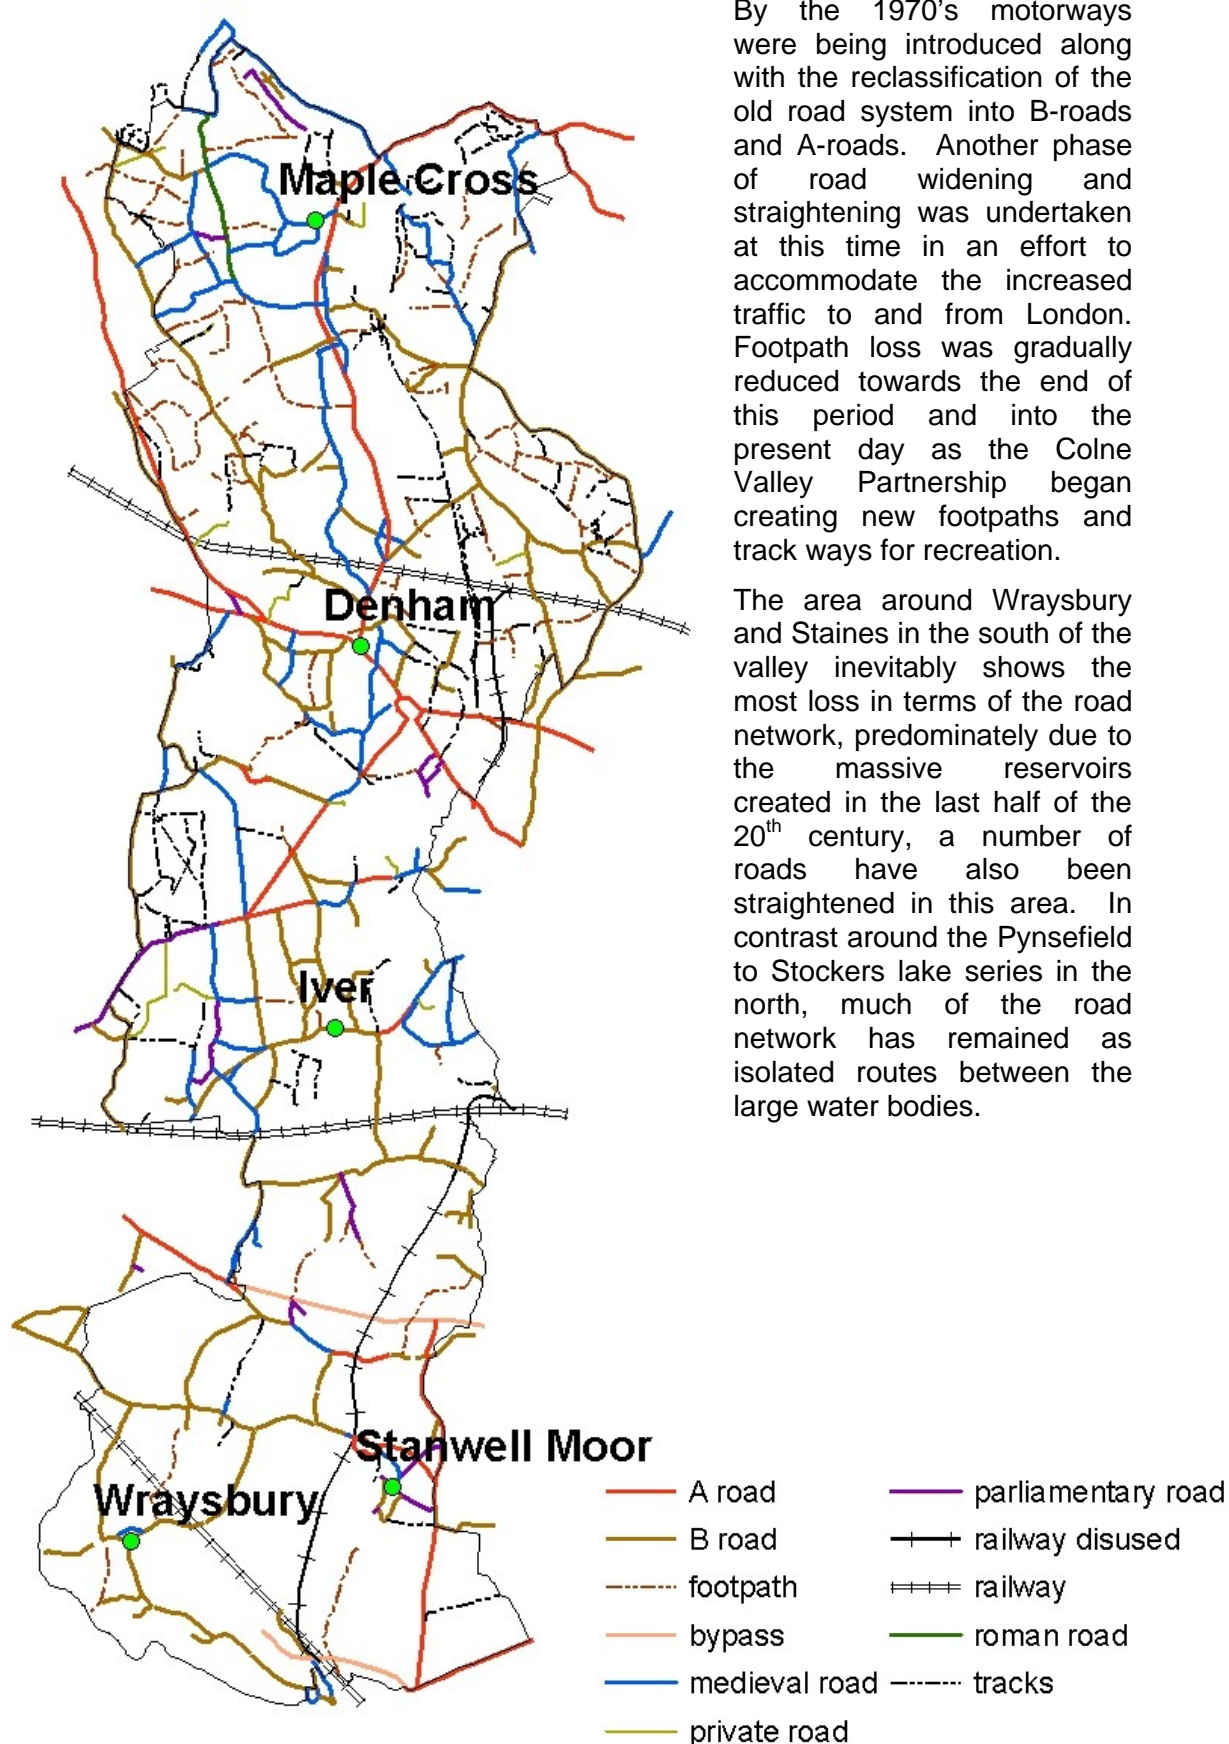 By the 1970's motorways
were being introduced along
with the reclassification of the
old road system into B-roads
and A-roads. Another phase
of road widening and
straightening was undertaken
at this time in an effort to
accommodate the increased
traffic to and from London.
Footpath loss was gradually
reduced towards the end of
this period and into the
present day as the Colne
Valley Partnership began
creating new footpaths and
track ways for recreation.
The area around Wraysbury
and Staines in the south of the
valley inevitably shows the
most loss in terms of the road
network, predominately due to
the massive reservoirs
created in the last half of the
20th century, a number of
roads have also been
straightened in this area. In
contrast around the Pynsefield
to Stockers lake series in the
north, much of the road
network has remained as
isolated routes between the
large water bodies.
Maple Cross
Denham
Iver
Stanwell Moor
Wraysbury
A road
B road
footpath
bypass
medieval road
private road
parliamentary road
railway disused
railway
roman road
tracks